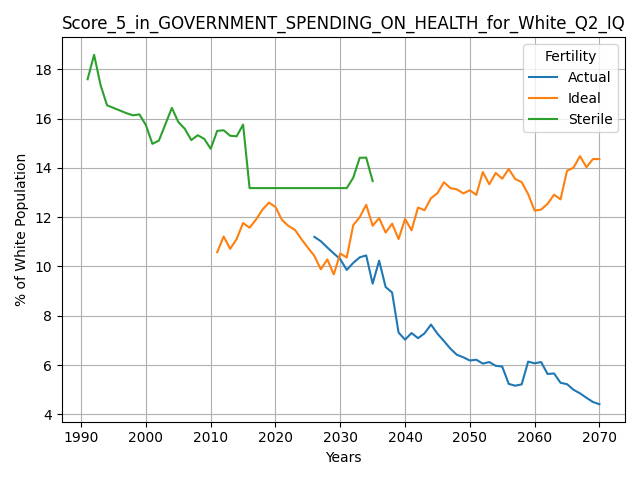 Score_5_in_GOVERNMENT_SPENDING_ON_HEALTH_for_White_Q2_IQ
Fertility
Actual
Ideal
Sterile
% of White Population
18
16
14
12
10
8
6
4
1990 2000 2010 2020 2030 2040 2050 2060 2070
Years